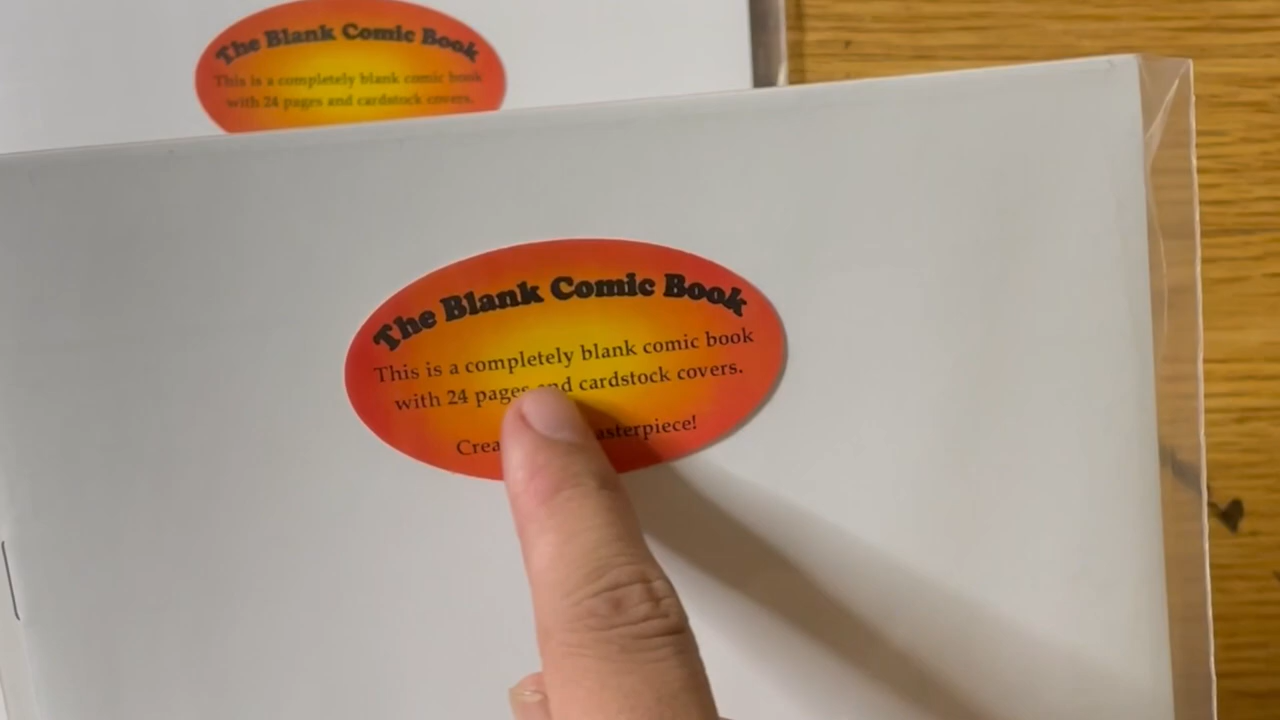 The Blank Comic Book
This is a completely blank comic book
with 24 pages and cardstock covers.
The Blank Comic Book
This is a completely blank comic book
with 24 pages and cardstock covers.